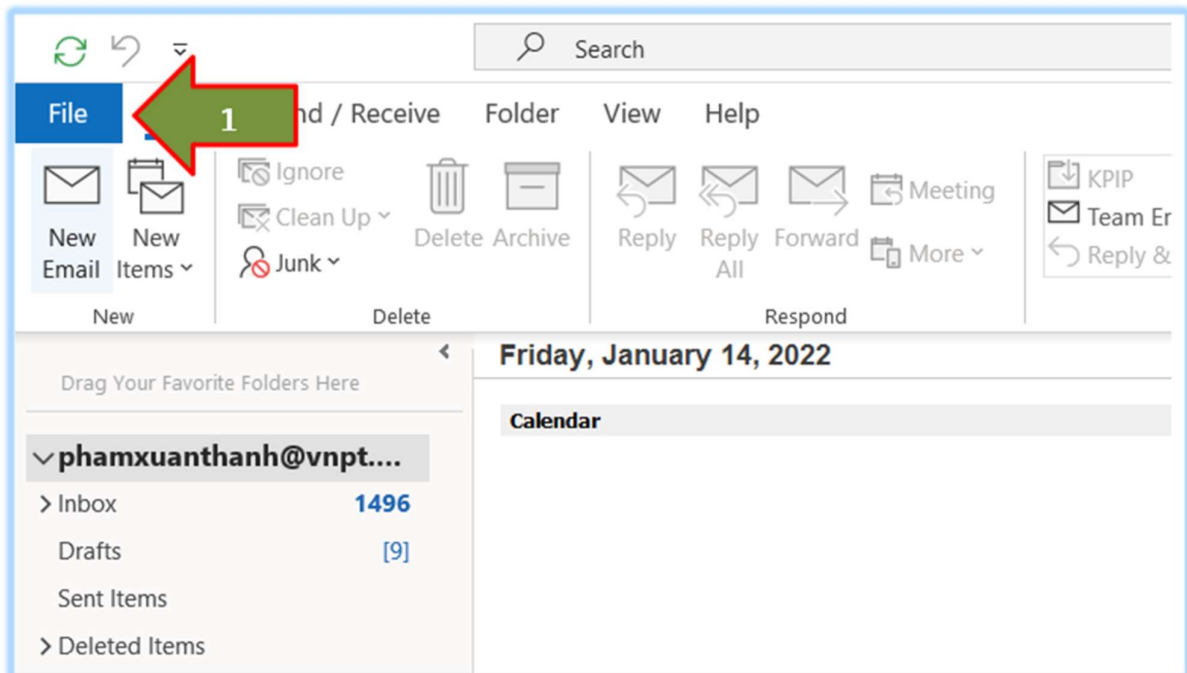 Search
File
1
nd / Receive
Folder
View
Help
New Email
New Items
Ignore
Clean Up
Junk
Delete
Archive
Reply
Reply All
Forward
Meeting
More
KPIP
Team Er
Reply &
New
Delete
Respond
Drag Your Favorite Folders Here
Friday, January 14, 2022
Calendar
phamxuanthanh@vnpt....
Inbox 1496
Drafts [9]
Sent Items
Deleted Items